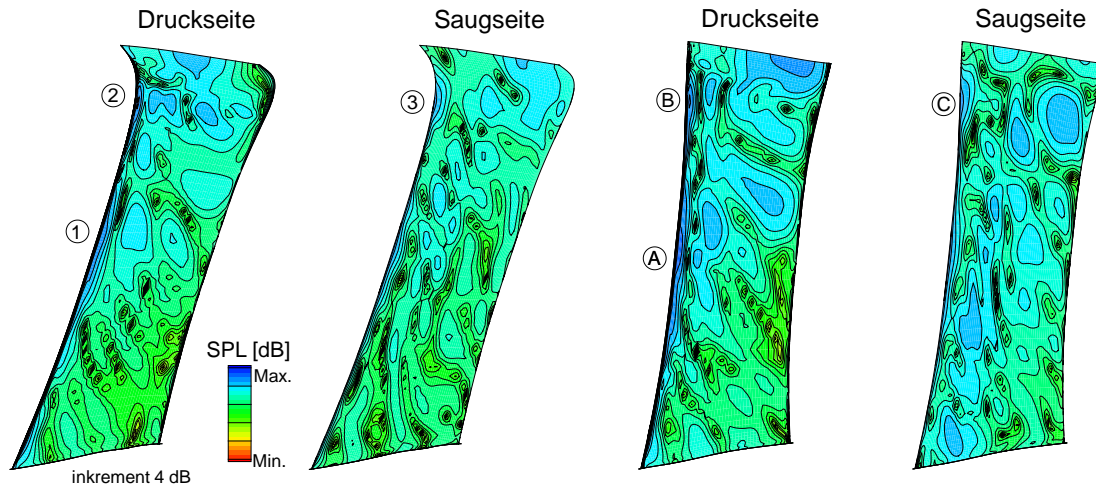 Druckseite
Saugseite
Druckseite
Saugseite
2
3
B
C
1
A
SPL [dB]
Max.
Min.
inkrement 4 dB